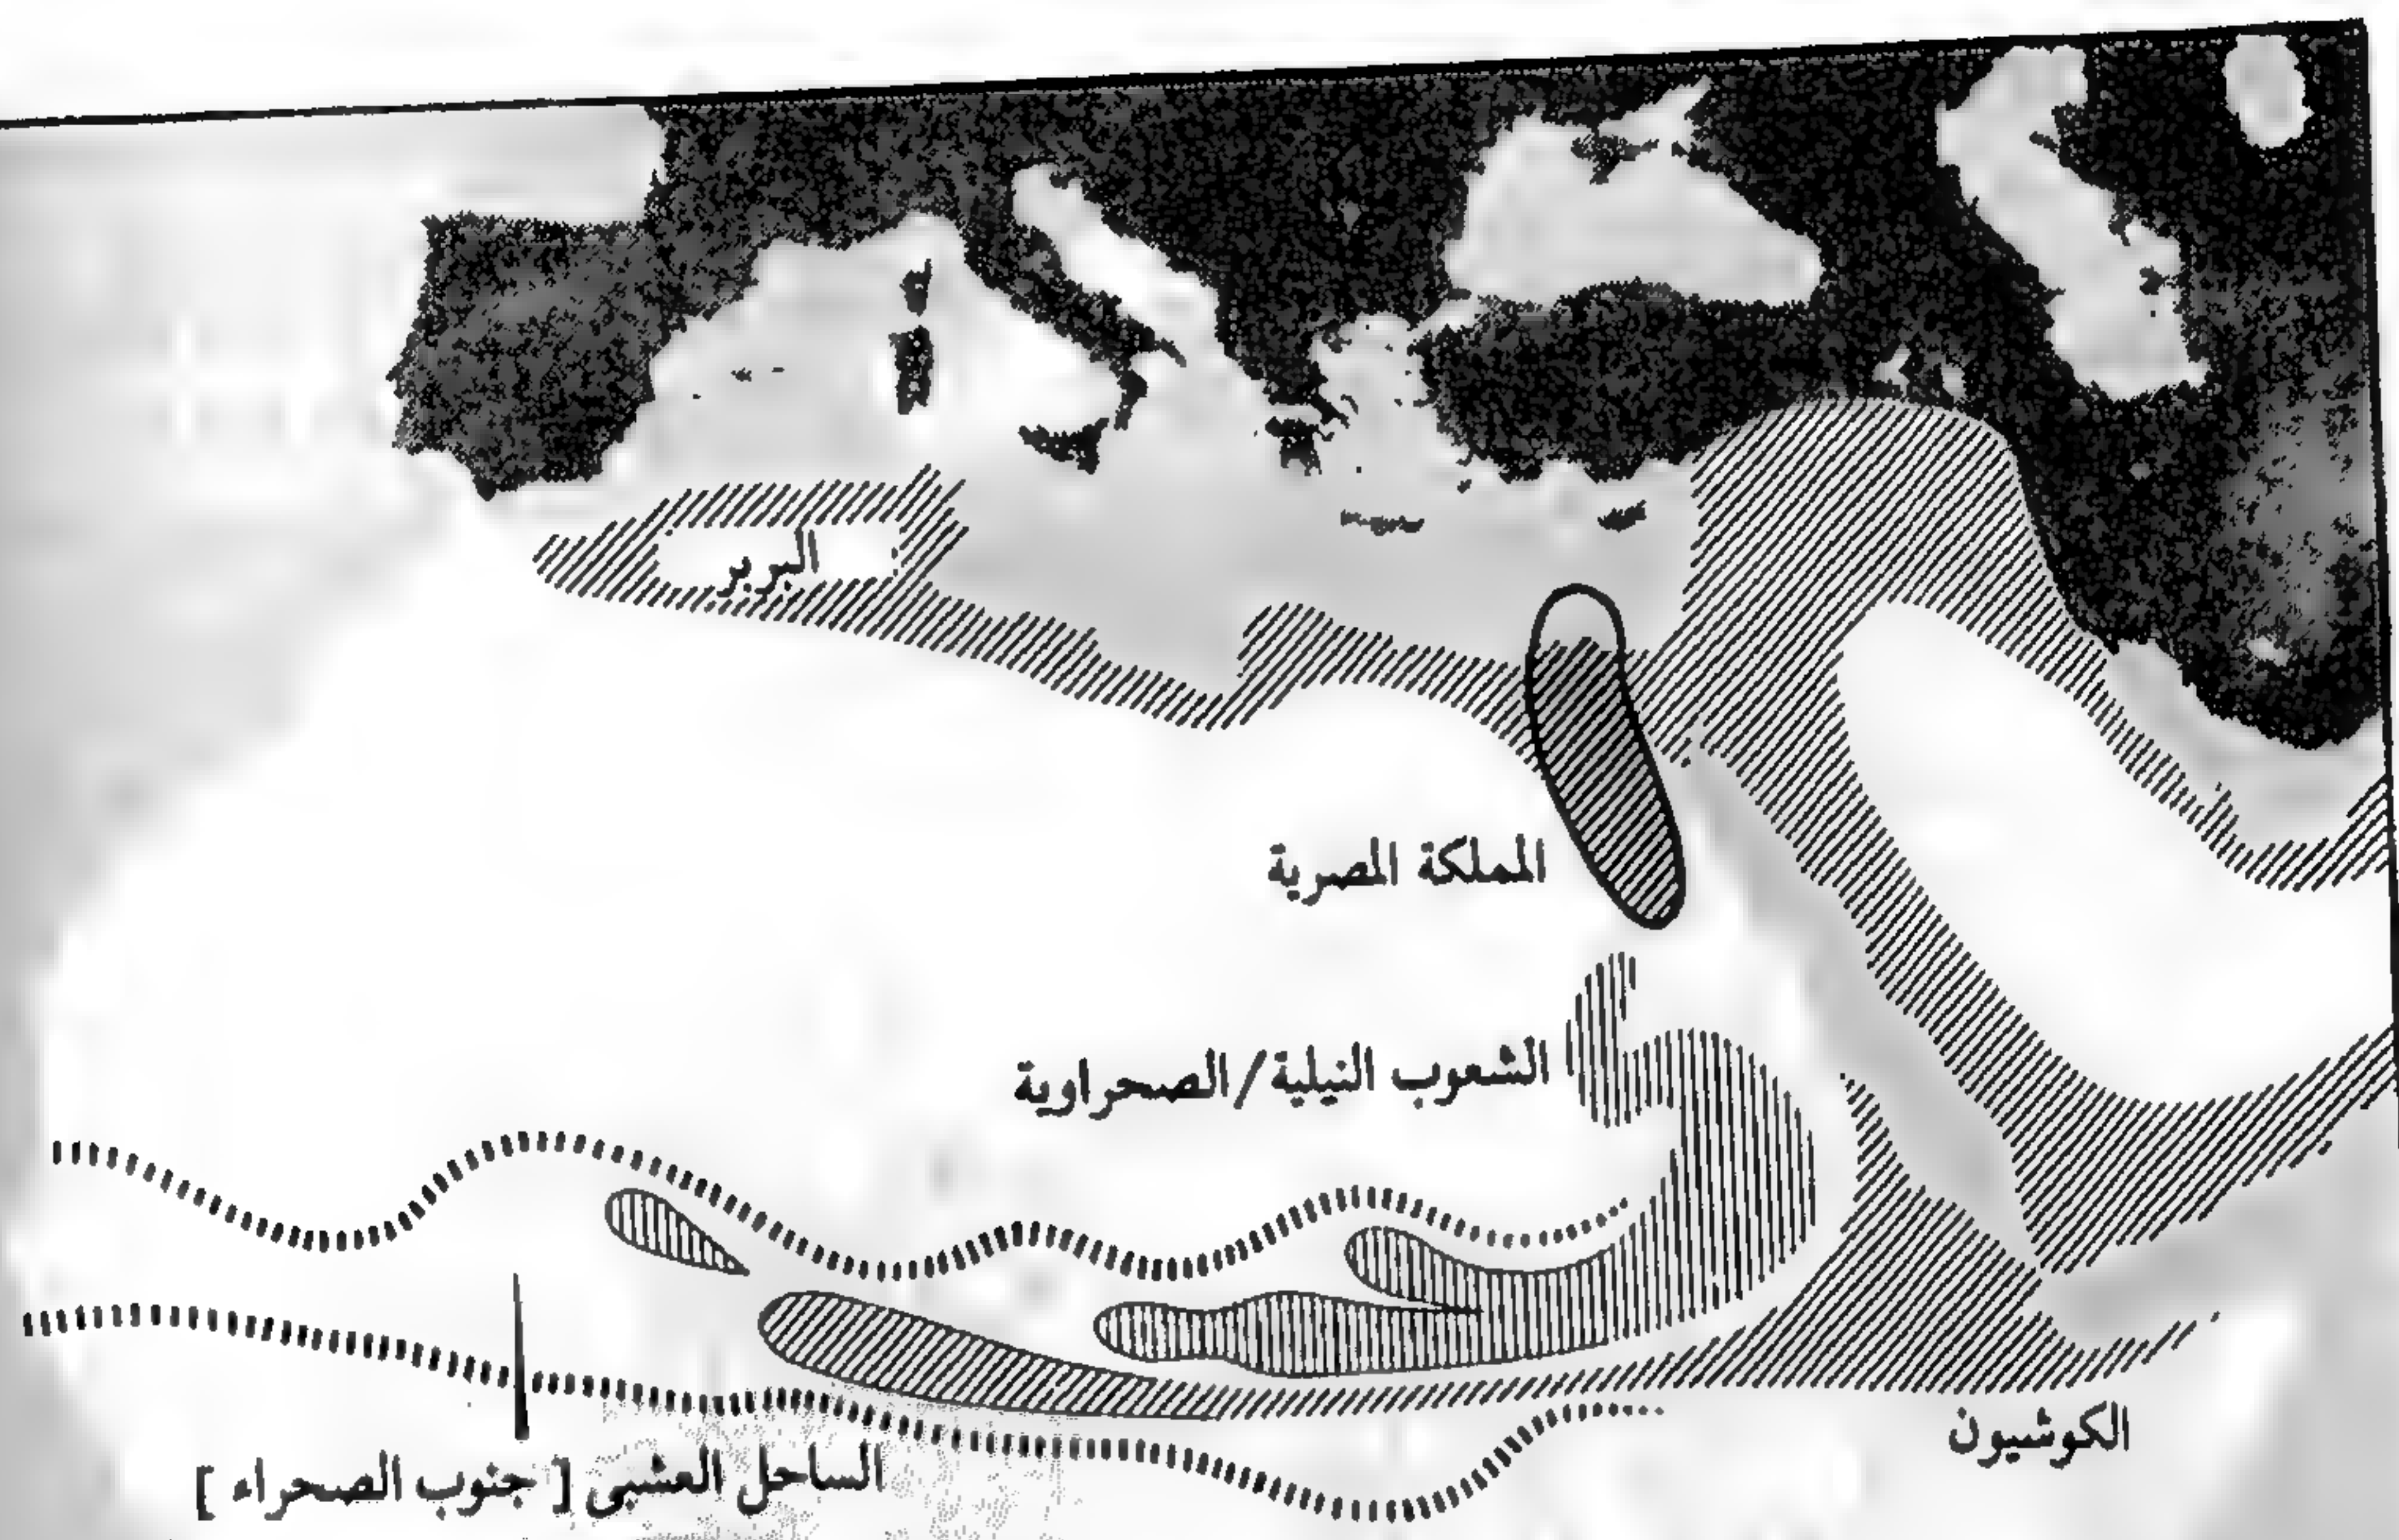 البربر
المملكة المصرية
الشعوب النيلية/الصحراوية
الكوشيون
الساحل العشبى [ جنوب الصحراء ]